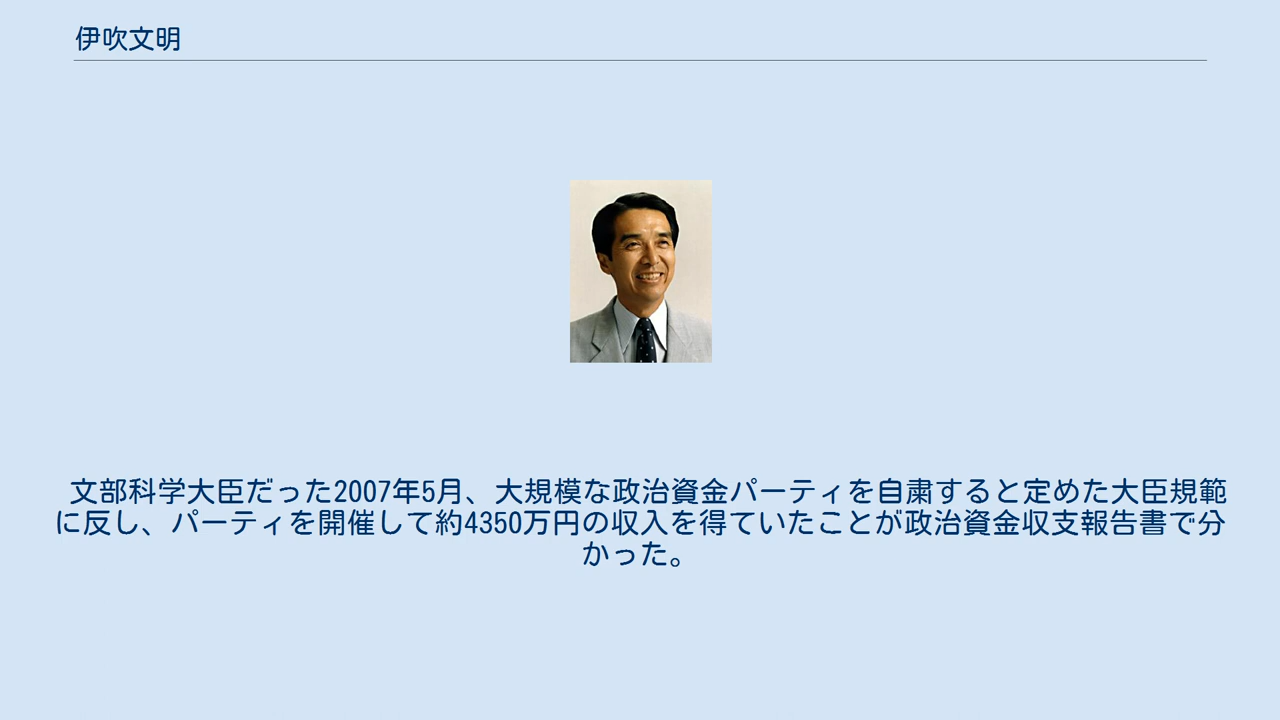 伊吹文明
文部科学大臣だった2007年5月、大規模な政治資金パーティを自粛すると定めた大臣規範
に反し、パーティを開催して約4350万円の収入を得ていたことが政治資金収支報告書で分
かった。